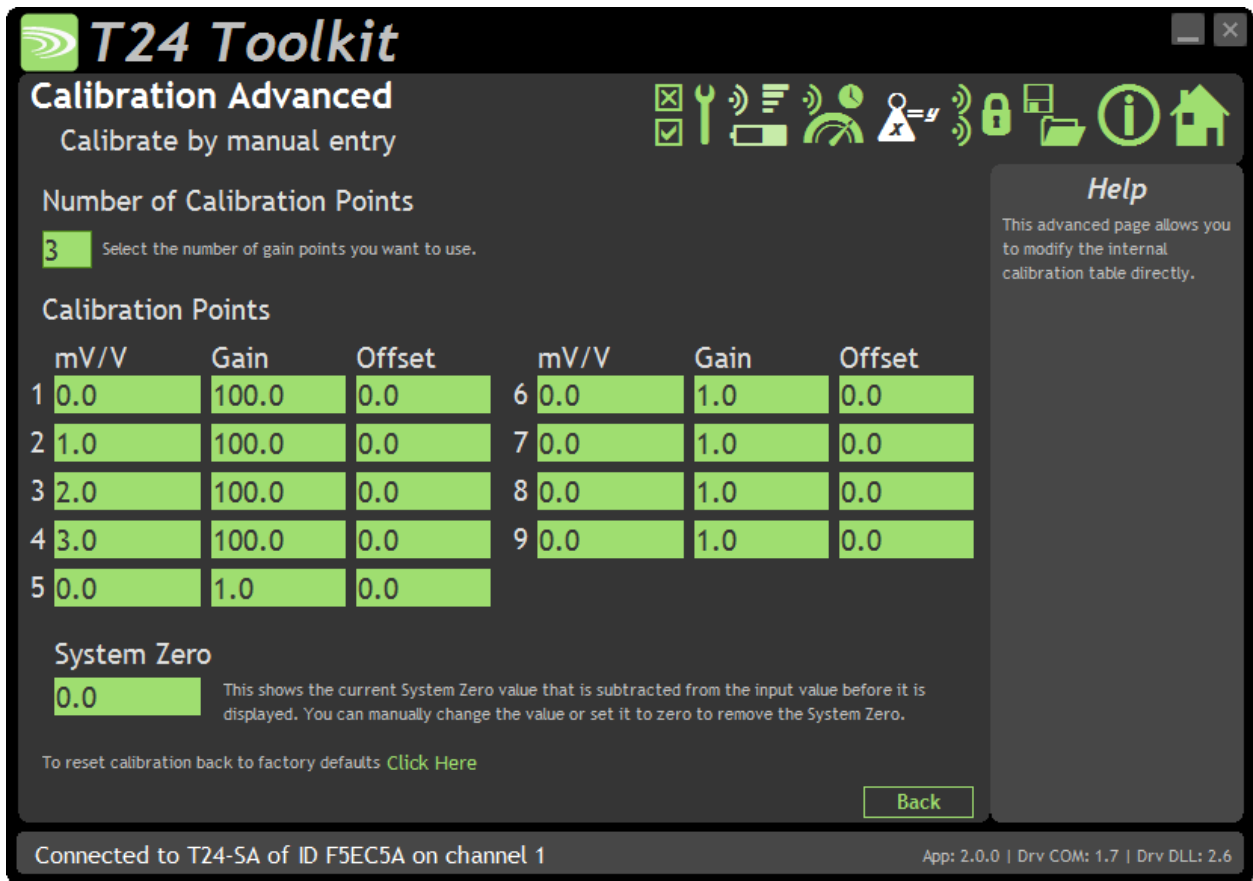 T24 Toolkit
Calibration Advanced
Calibrate by manual entry
x=y
Number of Calibration Points
3 Select the number of gain points you want to use.
Calibration Points
mV/V Gain Offset mV/V Gain Offset
1 0.0 100.0 0.0 6 0.0 1.0 0.0
2 1.0 100.0 0.0 7 0.0 1.0 0.0
3 2.0 100.0 0.0 8 0.0 1.0 0.0
4 3.0 100.0 0.0 9 0.0 1.0 0.0
5 0.0 1.0 0.0
System Zero
0.0
This shows the current System Zero value that is subtracted from the input value before it is
displayed. You can manually change the value or set it to zero to remove the System Zero.
To reset calibration back to factory defaults Click Here
Back
Help
This advanced page allows you
to modify the internal
calibration table directly.
Connected to T24-SA of ID F5EC5A on channel 1
App: 2.0.0 | Drv COM: 1.7 | Drv DLL: 2.6